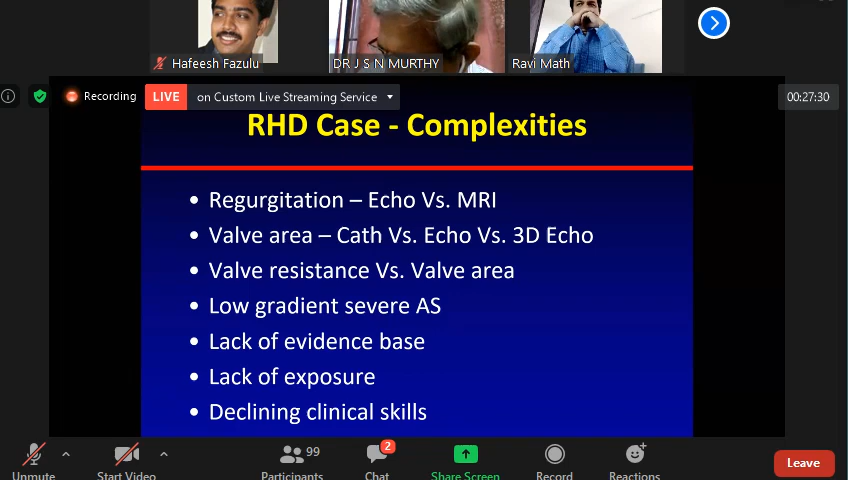 Hafeesh Fazulu
DR J S N MURTHY
Ravi Math
Recording
LIVE
on Custom Live Streaming Service
00:27:30
RHD Case - Complexities
• Regurgitation – Echo Vs. MRI
• Valve area – Cath Vs. Echo Vs. 3D Echo
• Valve resistance Vs. Valve area
• Low gradient severe AS
• Lack of evidence base
• Lack of exposure
• Declining clinical skills
99
2
Unmute
Start Video
Participants
Chat
Share Screen
Record
Reactions
Leave